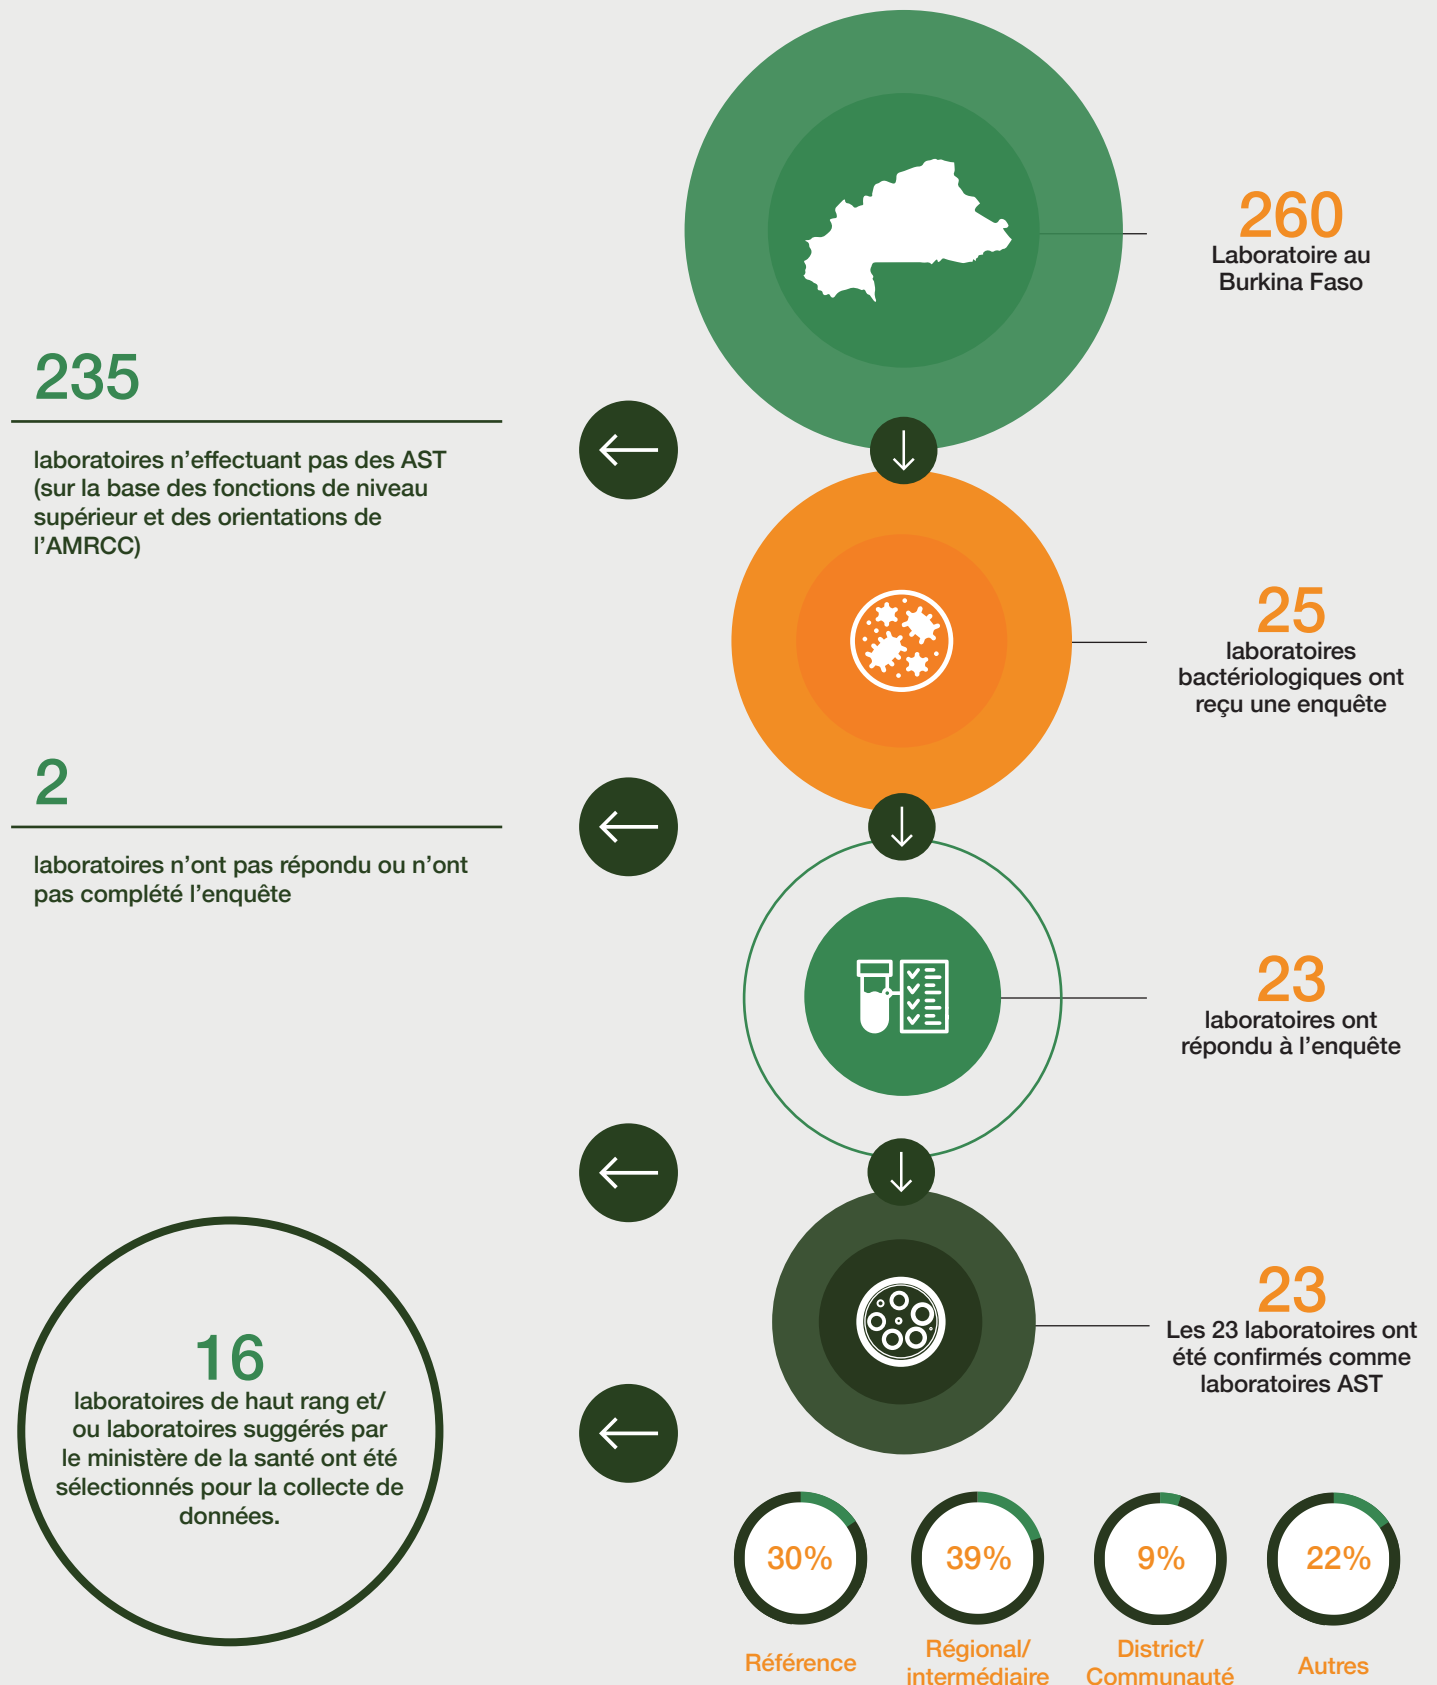 260
Laboratoire au
Burkina Faso
235
laboratoires n’effectuant pas des AST
(sur la base des fonctions de niveau
supérieur et des orientations de
l’AMRCC)
25
laboratoires
bactériologiques ont
reçu une enquête
2
laboratoires n’ont pas répondu ou n’ont
pas complété l’enquête
23
laboratoires ont
répondu à l’enquête
23
Les 23 laboratoires ont
été confirmés comme
laboratoires AST
16
laboratoires de haut rang et/
ou laboratoires suggérés par
le ministère de la santé ont été
sélectionnés pour la collecte de
données.
30%
Référence
39%
Régional/
intermédiaire
9%
District/
Communauté
22%
Autres